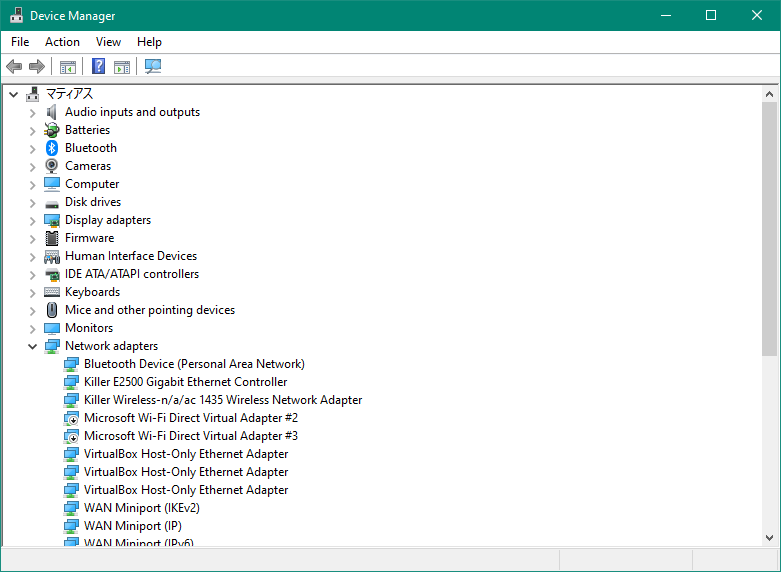 Device Manager
File Action View Help
マティアス
Audio inputs and outputs
Batteries
Bluetooth
Cameras
Computer
Disk drives
Display adapters
Firmware
Human Interface Devices
IDE ATA/ATAPI controllers
Keyboards
Mice and other pointing devices
Monitors
Network adapters
Bluetooth Device (Personal Area Network)
Killer E2500 Gigabit Ethernet Controller
Killer Wireless-n/a/ac 1435 Wireless Network Adapter
Microsoft Wi-Fi Direct Virtual Adapter #2
Microsoft Wi-Fi Direct Virtual Adapter #3
VirtualBox Host-Only Ethernet Adapter
VirtualBox Host-Only Ethernet Adapter
VirtualBox Host-Only Ethernet Adapter
WAN Miniport (IKEv2)
WAN Miniport (IP)
WAN Miniport (IPv6)